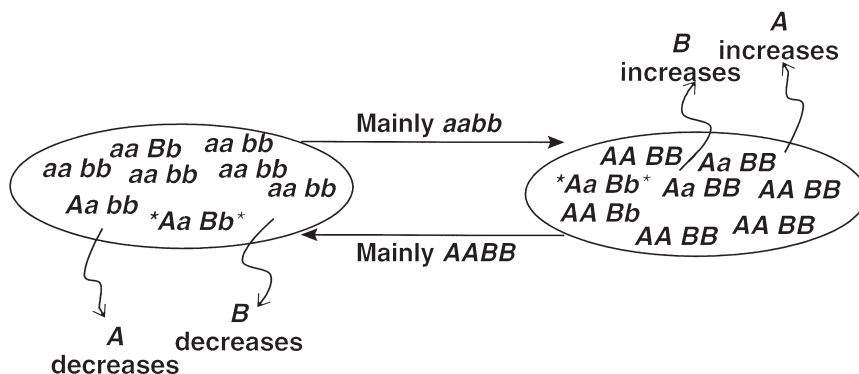 A
increases
B
increases
Mainly aabb
aa Bb aa bb
aa bb aa bb aa bb
aa bb
Aa bb *Aa Bb*
AA BB Aa BB
*Aa Bb* Aa BB AA BB
AA Bb AA BB
AA BB
Mainly AABB
A
decreases
B
decreases